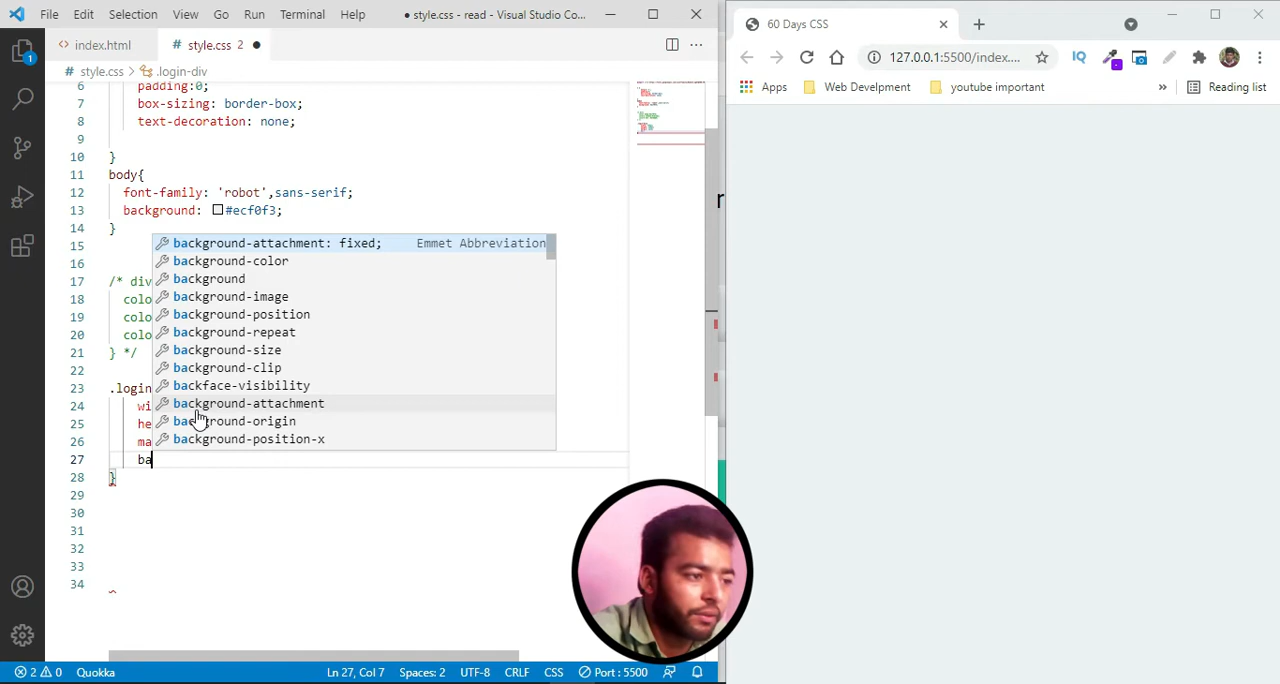 File Edit Selection View Go Run Terminal Help ● style.css - read - Visual Studio Co...
index.html # style.css 2 ●
# style.css > .login-div
6 padding:0;
7 box-sizing: border-box;
8 text-decoration: none;
9
10 }
11 body{
12 font-family: 'robot',sans-serif;
13 background: #ecf0f3;
14 }
15
16
17 /* div
18 colo
19 colo
20 colo
21 } */
22
23 .login
24 wi
25 he
26 ma
27 ba
28 }
29
30
31
32
33
34
background-attachment: fixed; Emmet Abbreviation
background-color
background
background-image
background-position
background-repeat
background-size
background-clip
backface-visibility
background-attachment
background-origin
background-position-x
1
2 0 Quokka Ln 27, Col 7 Spaces: 2 UTF-8 CRLF CSS Port : 5500
60 Days CSS
127.0.0.1:5500/index....
IQ
Apps Web Develpment youtube important » Reading list